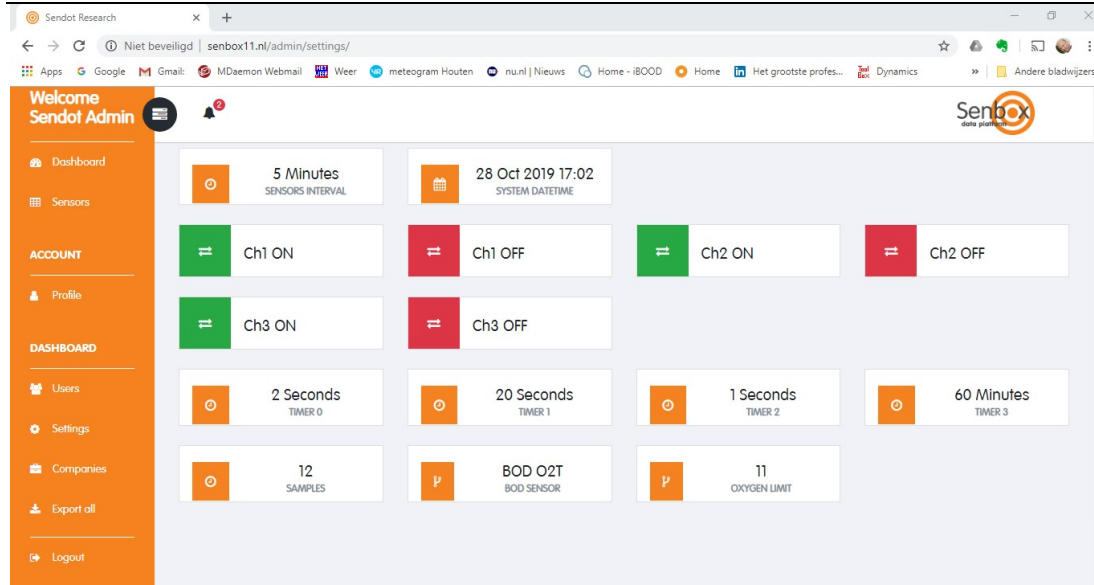 Sendot Research
Niet beveiligd | senbox11.nl/admin/settings/
Apps Google Gmail: MDaemon Webmail Weer meteogram Houten nu.nl | Nieuws Home - iBOOD Home Het grootste profes... Dynamics » Andere bladwijzers
Welcome
Sendot Admin
2
Senbox
data platform
Dashboard
Sensors
ACCOUNT
Profile
DASHBOARD
Users
Settings
Companies
Export all
Logout
5 Minutes
SENSORS INTERVAL
28 Oct 2019 17:02
SYSTEM DATETIME
Ch1 ON
Ch1 OFF
Ch2 ON
Ch2 OFF
Ch3 ON
Ch3 OFF
2 Seconds
TIMER 0
20 Seconds
TIMER 1
1 Seconds
TIMER 2
60 Minutes
TIMER 3
12
SAMPLES
BOD O2T
BOD SENSOR
11
OXYGEN LIMIT